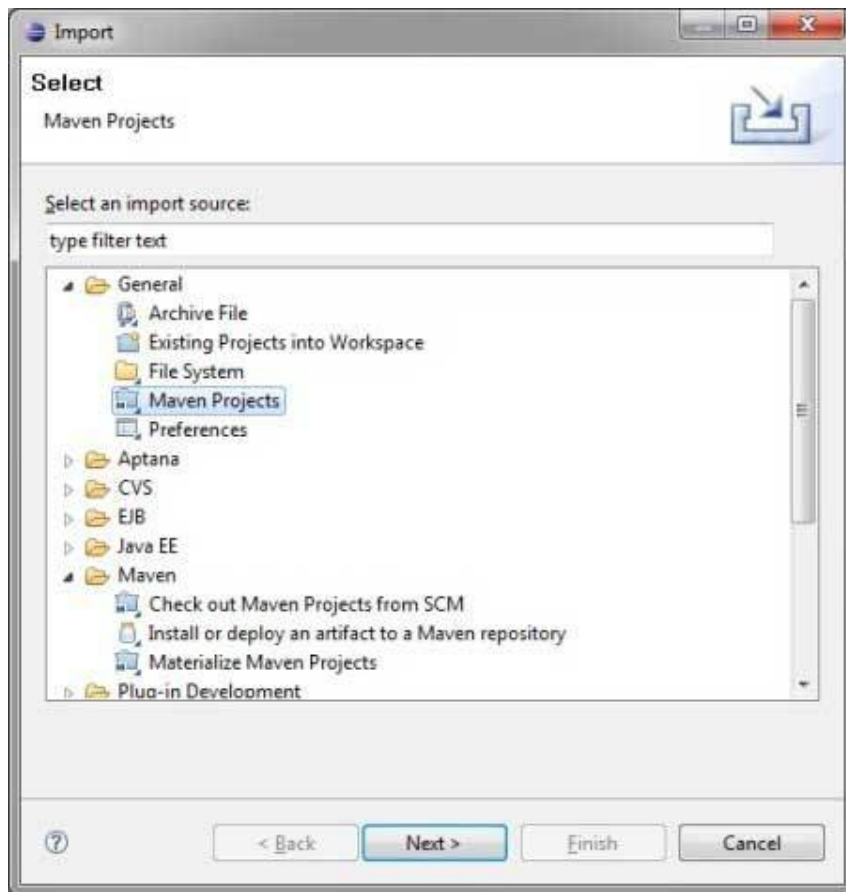 Import
Select
Maven Projects
Select an import source:
type filter text
General
Archive File
Existing Projects into Workspace
File System
Maven Projects
Preferences
Aptana
CVS
EJB
Java EE
Maven
Check out Maven Projects from SCM
Install or deploy an artifact to a Maven repository
Materialize Maven Projects
Plug-in Development
? < Back Next > Finish Cancel